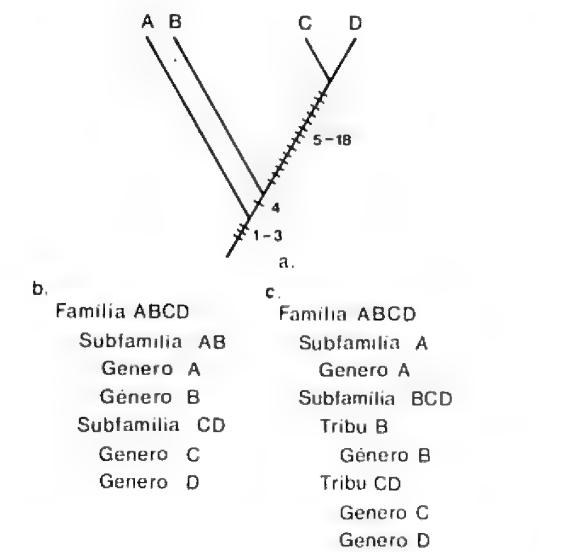 A B C D
5-18
4
1-3
a.
b.
Familia ABCD
Subfamilia AB
Genero A
Género B
Subfamilia CD
Genero C
Genero D
c.
Familia ABCD
Subfamilia A
Genero A
Subfamilia BCD
Tribu B
Género B
Tribu CD
Genero C
Genero D